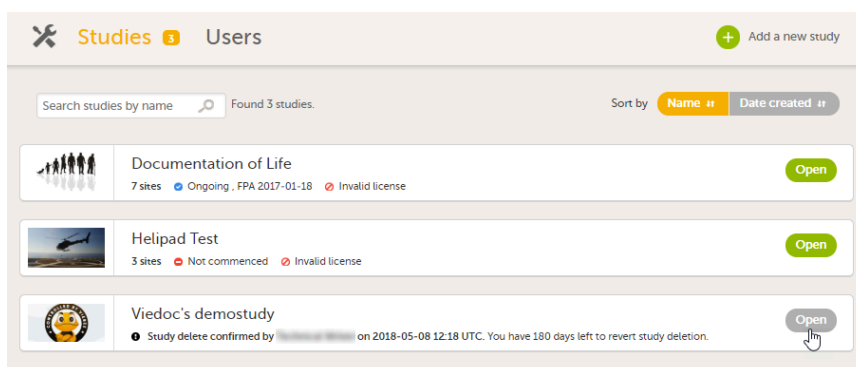 Studies 3 Users
Add a new study
Search studies by name
Found 3 studies.
Sort by Name Date created
Documentation of Life
7 sites Ongoing , FPA 2017-01-18 Invalid license
Open
Helipad Test
3 sites Not commenced Invalid license
Open
Viedoc's demostudy
Study delete confirmed by on 2018-05-08 12:18 UTC. You have 180 days left to revert study deletion.
Open